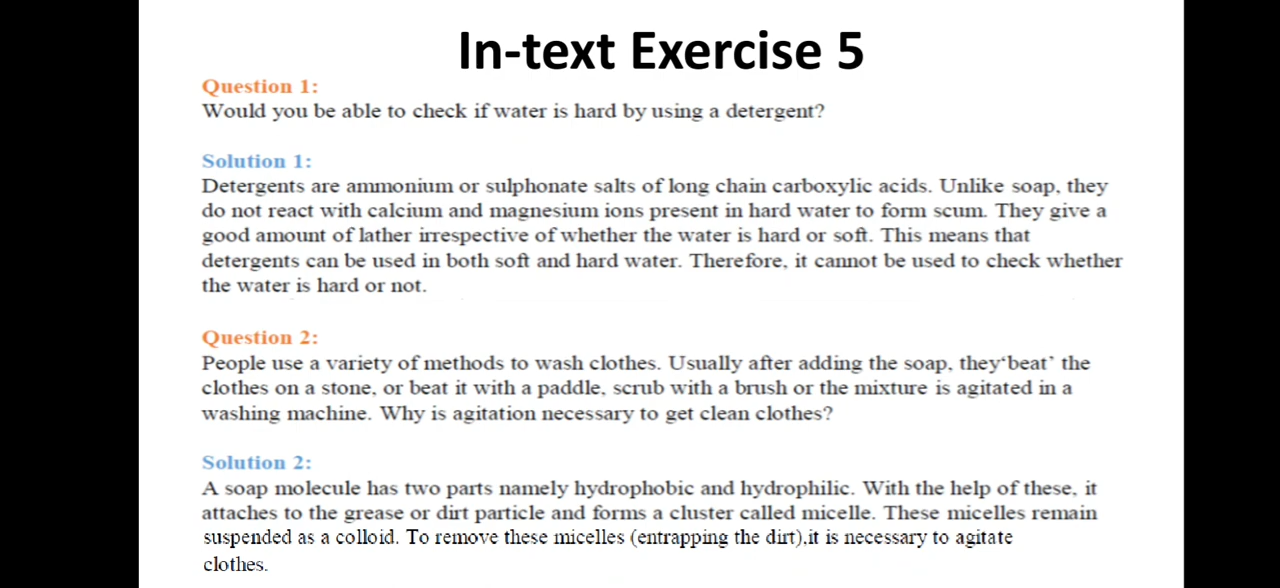 In-text Exercise 5
Question 1:
Would you be able to check if water is hard by using a detergent?
Solution 1:
Detergents are ammonium or sulphonate salts of long chain carboxylic acids. Unlike soap, they
do not react with calcium and magnesium ions present in hard water to form scum. They give a
good amount of lather irrespective of whether the water is hard or soft. This means that
detergents can be used in both soft and hard water. Therefore, it cannot be used to check whether
the water is hard or not.
Question 2:
People use a variety of methods to wash clothes. Usually after adding the soap, they‘beat’ the
clothes on a stone, or beat it with a paddle, scrub with a brush or the mixture is agitated in a
washing machine. Why is agitation necessary to get clean clothes?
Solution 2:
A soap molecule has two parts namely hydrophobic and hydrophilic. With the help of these, it
attaches to the grease or dirt particle and forms a cluster called micelle. These micelles remain
suspended as a colloid. To remove these micelles (entrapping the dirt),it is necessary to agitate
clothes.